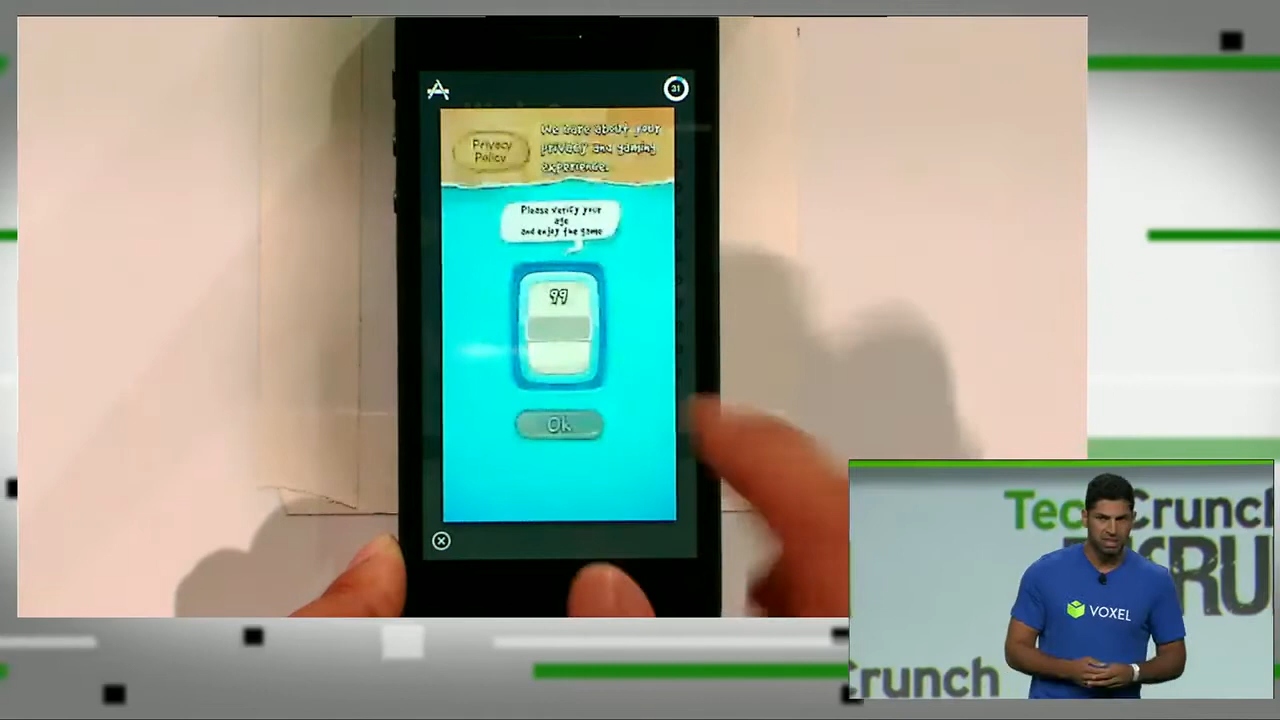 31
Privacy
Policy
We care about your
privacy and gaming
experience.
Please verify your
age
and enjoy the game
99
Ok
TechCrunch
VOXEL
Crunch